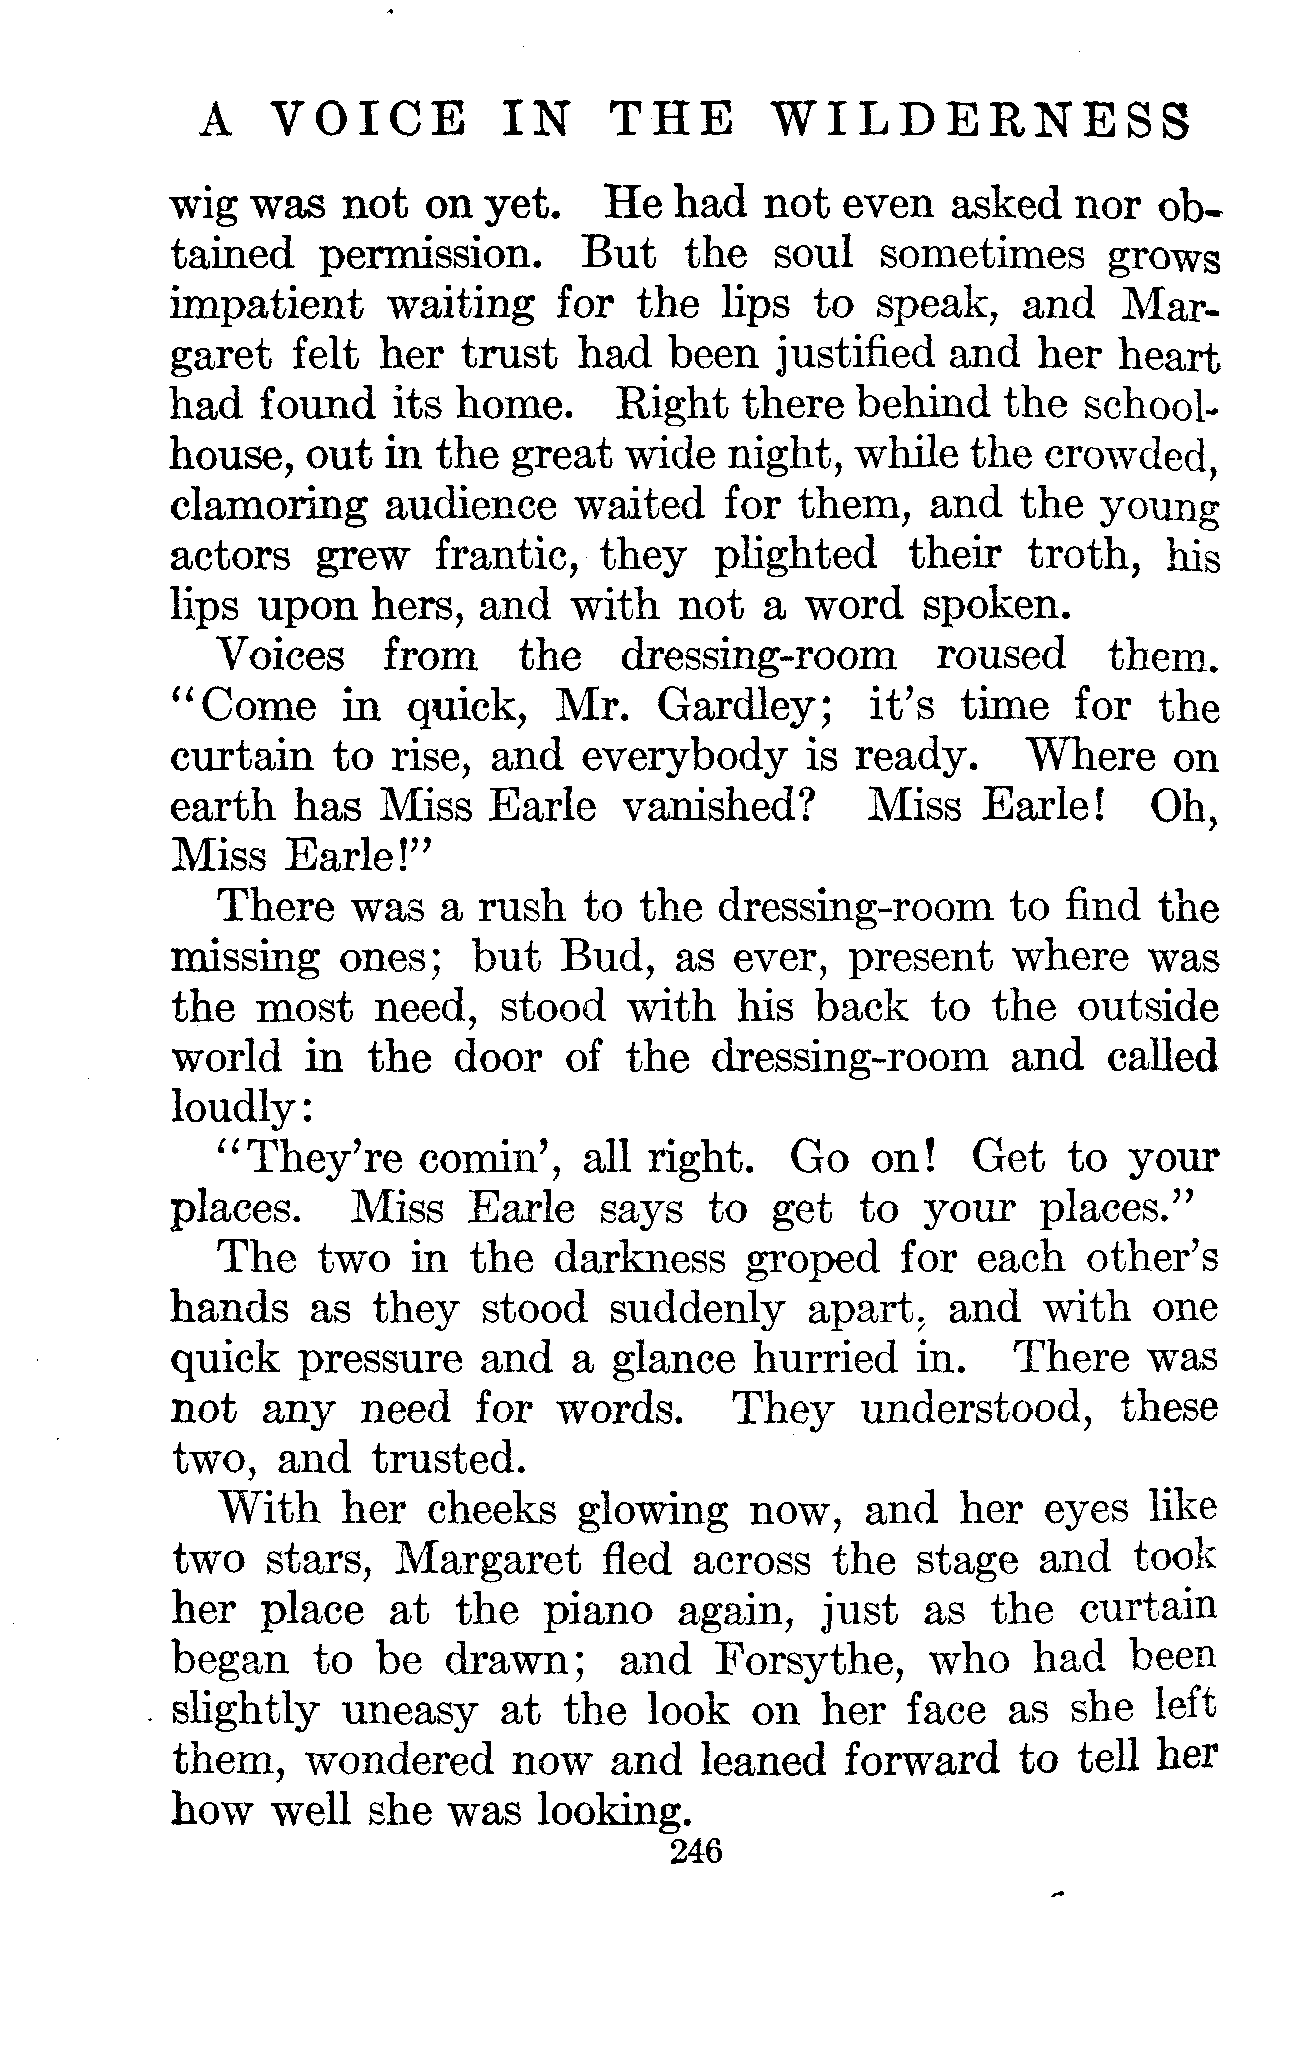 A VOICE IN THE WILDERNESS
wig was not on yet. He had not even asked nor ob-
tained permission. But the soul sometimes grows
impatient waiting for the lips to speak, and Mar-
garet felt her trust had been justified and her heart
had found its home. Right there behind the school-
house, out in the great wide night, while the crowded,
clamoring audience waited for them, and the young
actors grew frantic, they plighted their troth, his
lips upon hers, and with not a word spoken.
Voices from the dressing-room roused them.
"Come in quick, Mr. Gardley; it's time for the
curtain to rise, and everybody is ready. Where on
earth has Miss Earle vanished? Miss Earle! Oh,
Miss Earle!"
There was a rush to the dressing-room to find the
missing ones; but Bud, as ever, present where was
the most need, stood with his back to the outside
world in the door of the dressing-room and called
loudly:
"They're comin', all right. Go on! Get to your
places. Miss Earle says to get to your places."
The two in the darkness groped for each other's
hands as they stood suddenly apart, and with one
quick pressure and a glance hurried in. There was
not any need for words. They understood, these
two, and trusted.
With her cheeks glowing now, and her eyes like
two stars, Margaret fled across the stage and took
her place at the piano again, just as the curtain
began to be drawn; and Forsythe, who had been
slightly uneasy at the look on her face as she left
them, wondered now and leaned forward to tell her
how well she was looking.
246